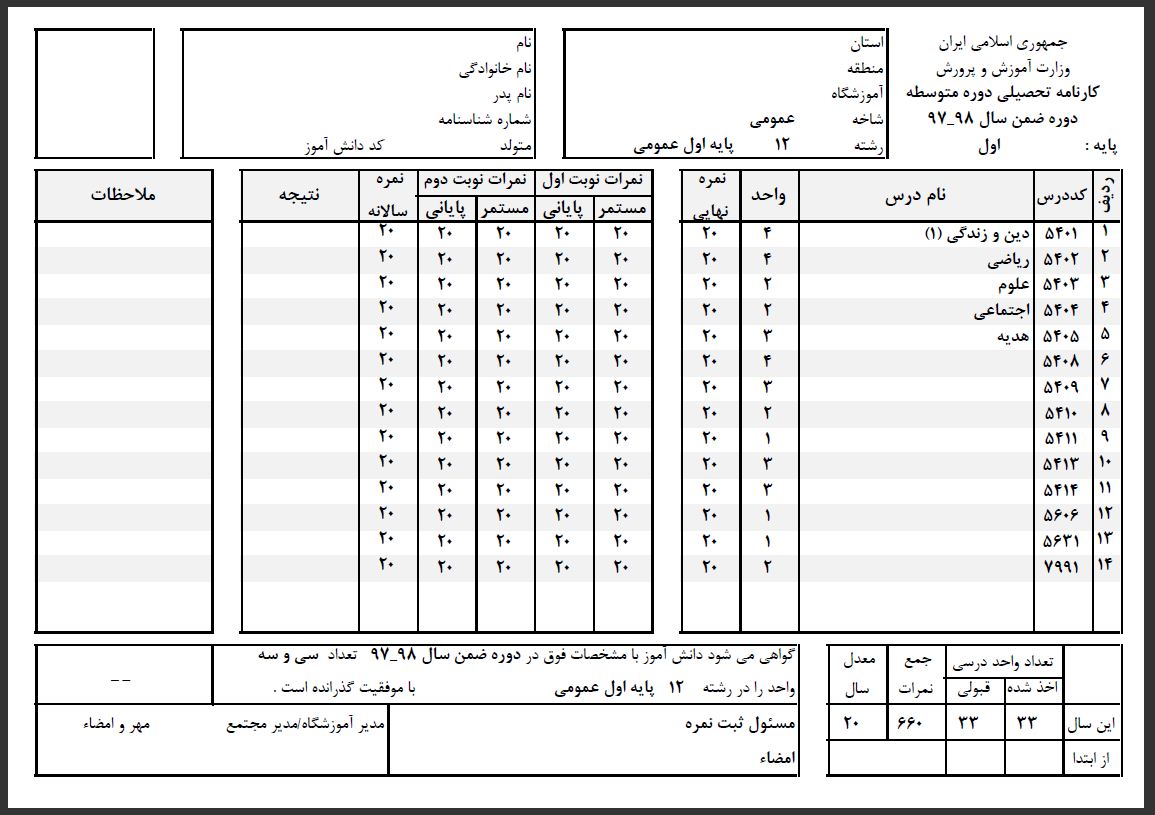 جمهوری اسلامی ایران
وزارت آموزش و پرورش
کارنامه تحصیلی دوره متوسطه
دوره ضمن سال ۹۸_۹۷
پایه : اول
استان
منطقه
آموزشگاه
شاخه عمومی
رشته ۱۲ پایه اول عمومی
نام
نام خانوادگی
نام پدر
شماره شناسنامه
متولد کد دانش آموز
ردیف کددرس نام درس واحد نمره نهایی نمرات نوبت اول مستمر پایانی نمرات نوبت دوم مستمر پایانی نمره سالانه نتیجه ملاحظات
۱ ۵۴۰۱ دین و زندگی (۱) ۴ ۲۰ ۲۰ ۲۰ ۲۰ ۲۰ ۲۰
۲ ۵۴۰۲ ریاضی ۴ ۲۰ ۲۰ ۲۰ ۲۰ ۲۰ ۲۰
۳ ۵۴۰۳ علوم ۲ ۲۰ ۲۰ ۲۰ ۲۰ ۲۰ ۲۰
۴ ۵۴۰۴ اجتماعی ۲ ۲۰ ۲۰ ۲۰ ۲۰ ۲۰ ۲۰
۵ ۵۴۰۵ هدیه ۳ ۲۰ ۲۰ ۲۰ ۲۰ ۲۰ ۲۰
۶ ۵۴۰۸ ۴ ۲۰ ۲۰ ۲۰ ۲۰ ۲۰ ۲۰
۷ ۵۴۰۹ ۳ ۲۰ ۲۰ ۲۰ ۲۰ ۲۰ ۲۰
۸ ۵۴۱۰ ۲ ۲۰ ۲۰ ۲۰ ۲۰ ۲۰ ۲۰
۹ ۵۴۱۱ ۱ ۲۰ ۲۰ ۲۰ ۲۰ ۲۰ ۲۰
۱۰ ۵۴۱۳ ۳ ۲۰ ۲۰ ۲۰ ۲۰ ۲۰ ۲۰
۱۱ ۵۴۱۴ ۳ ۲۰ ۲۰ ۲۰ ۲۰ ۲۰ ۲۰
۱۲ ۵۶۰۶ ۱ ۲۰ ۲۰ ۲۰ ۲۰ ۲۰ ۲۰
۱۳ ۵۶۳۱ ۱ ۲۰ ۲۰ ۲۰ ۲۰ ۲۰ ۲۰
۱۴ ۷۹۹۱ ۲ ۲۰ ۲۰ ۲۰ ۲۰ ۲۰ ۲۰
تعداد واحد درسی جمع نمرات معدل سال
اخذ شده قبولی
این سال ۳۳ ۳۳ ۶۶۰ ۲۰
از ابتدا
گواهی می شود دانش آموز با مشخصات فوق در دوره ضمن سال ۹۸_۹۷ تعداد سی و سه
واحد را در رشته ۱۲ پایه اول عمومی با موفقیت گذرانده است .
_ _
مسئول ثبت نمره
امضاء
مدیر آموزشگاه/مدیر مجتمع مهر و امضاء